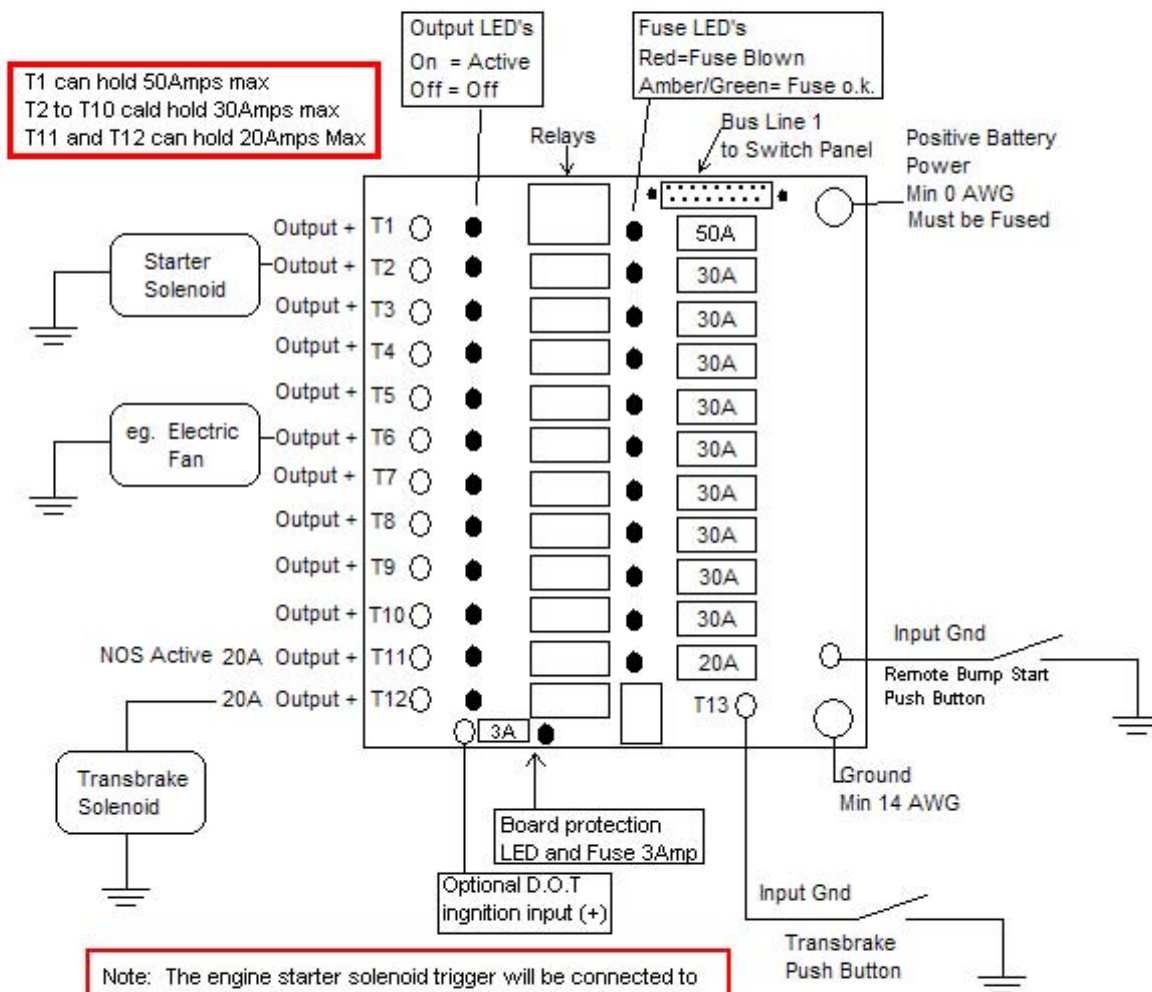 Output LED's
On = Active
Off = Off
Fuse LED's
Red=Fuse Blown
Amber/Green= Fuse o.k.
T1 can hold 50Amps max
T2 to T10 cald hold 30Amps max
T11 and T12 can hold 20Amps Max
Relays
Bus Line 1
to Switch Panel
Positive Battery
Power
Min 0 AWG
Must be Fused
Output + T1
50A
Starter
Solenoid
Output + T2
30A
Output + T3
30A
Output + T4
30A
Output + T5
30A
eg. Electric
Fan
Output + T6
30A
Output + T7
30A
Output + T8
30A
Output + T9
30A
Output + T10
30A
NOS Active 20A Output + T11
20A
Input Gnd
Remote Bump Start
Push Button
20A Output + T12
T13
3A
Transbrake
Solenoid
Ground
Min 14 AWG
Board protection
LED and Fuse 3Amp
Optional D.O.T
ingnition input (+)
Input Gnd
Transbrake
Push Button
Note: The engine starter solenoid trigger will be connected to